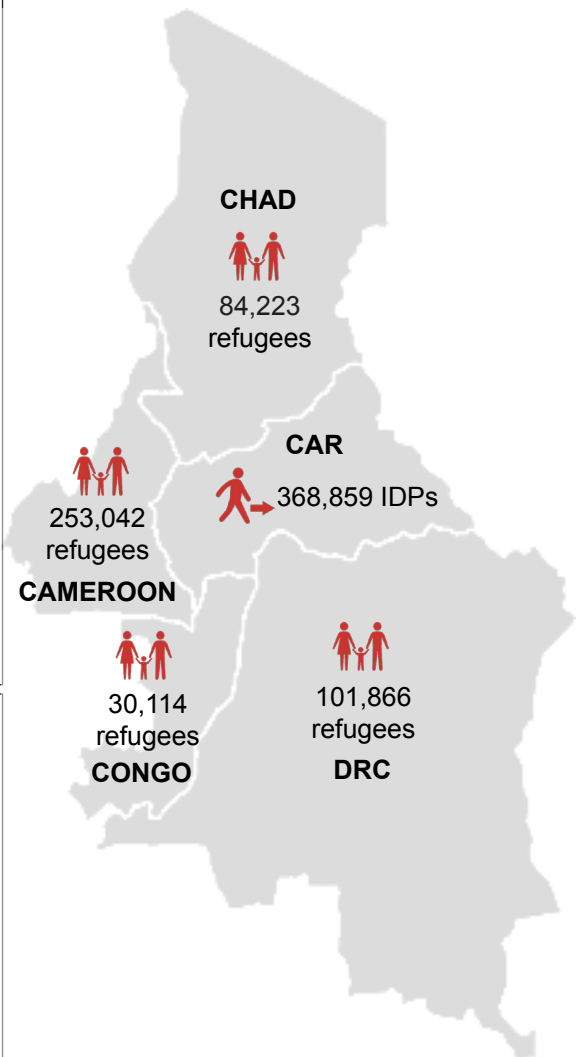 CHAD
84,223
refugees
CAR
368,859 IDPs
253,042
refugees
CAMEROON
30,114
refugees
CONGO
101,866
refugees
DRC